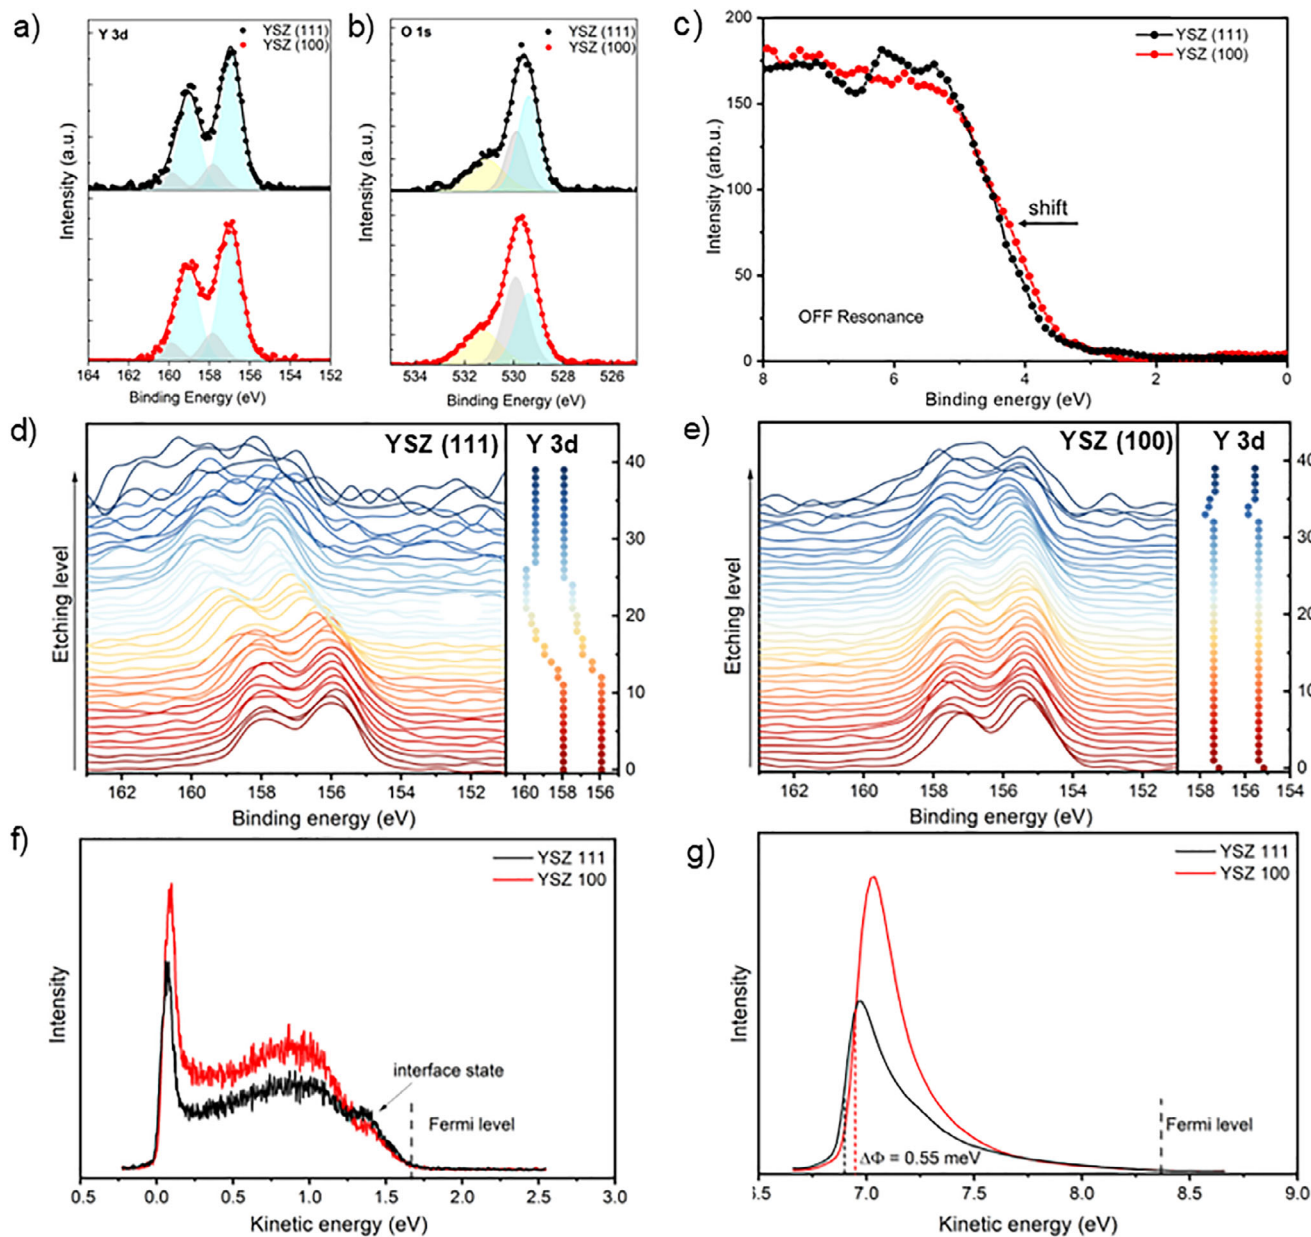 a)
Y 3d
YSZ (111)
YSZ (100)
Intensity (a.u.)
164 162 160 158 156 154 152
Binding Energy (eV)
b)
O 1s
YSZ (111)
YSZ (100)
Intensity (a.u.)
534 532 530 528 526
Binding Energy (eV)
c)
200
150
100
50
0
Intensity (arb.u.)
YSZ (111)
YSZ (100)
shift
OFF Resonance
8 6 4 2 0
Binding energy (eV)
d)
YSZ (111)
Y 3d
Etching level
40
30
20
10
0
162 160 158 156 154 152
160 158 156
Binding energy (eV)
e)
YSZ (100)
Y 3d
Etching level
40
30
20
10
0
162 160 158 156 154 152
158 156 154
Binding energy (eV)
f)
YSZ 111
YSZ 100
Intensity
interface state
Fermi level
0.5 0.0 0.5 1.0 1.5 2.0 2.5 3.0
Kinetic energy (eV)
g)
YSZ 111
YSZ 100
Intensity
Fermi level
ΔΦ = 0.55 meV
.5 7.0 7.5 8.0 8.5 9.0
Kinetic energy (eV)